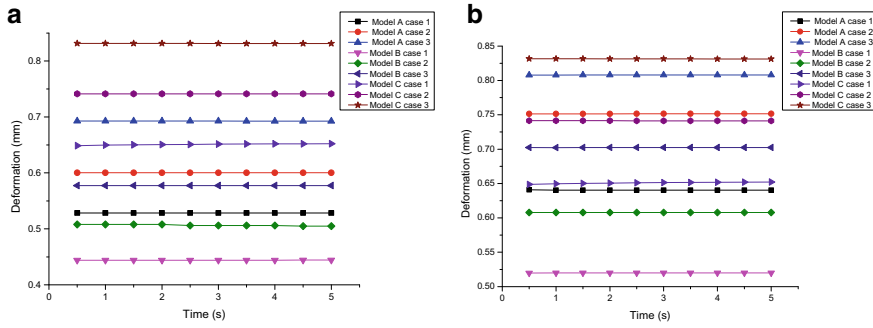 a
Model A case 1
Model A case 2
Model A case 3
Model B case 1
Model B case 2
Model B case 3
Model C case 1
Model C case 2
Model C case 3
0.8
0.7
0.6
0.5
0.4
Deformation (mm)
0 1 2 3 4 5
Time (s)
b
Model A case 1
Model A case 2
Model A case 3
Model B case 1
Model B case 2
Model B case 3
Model C case 1
Model C case 2
Model C case 3
0.85
0.80
0.75
0.70
0.65
0.60
0.55
0.50
Deformation (mm)
0 1 2 3 4 5
Time (s)